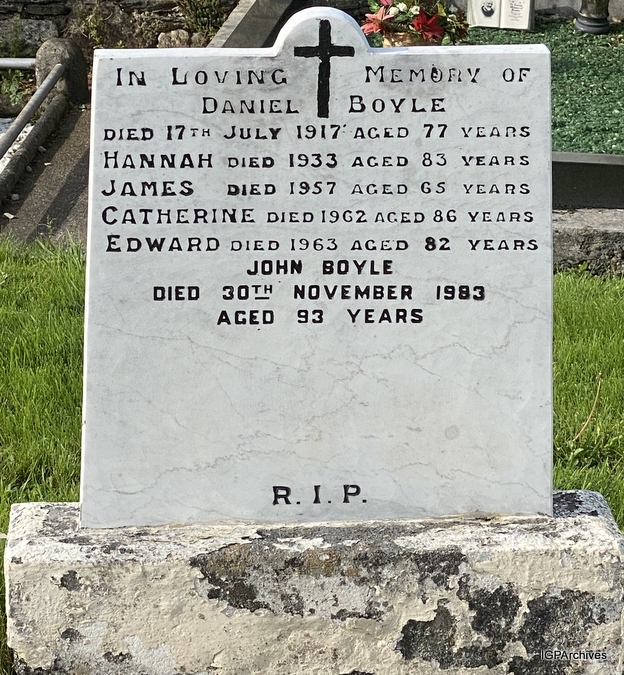 IN LOVING MEMORY OF
DANIEL BOYLE
DIED 17TH JULY 1917 AGED 77 YEARS
HANNAH DIED 1933 AGED 83 YEARS
JAMES DIED 1957 AGED 65 YEARS
CATHERINE DIED 1962 AGED 86 YEARS
EDWARD DIED 1963 AGED 82 YEARS
JOHN BOYLE
DIED 30TH NOVEMBER 1983
AGED 93 YEARS
R.I.P.
IGPArchives